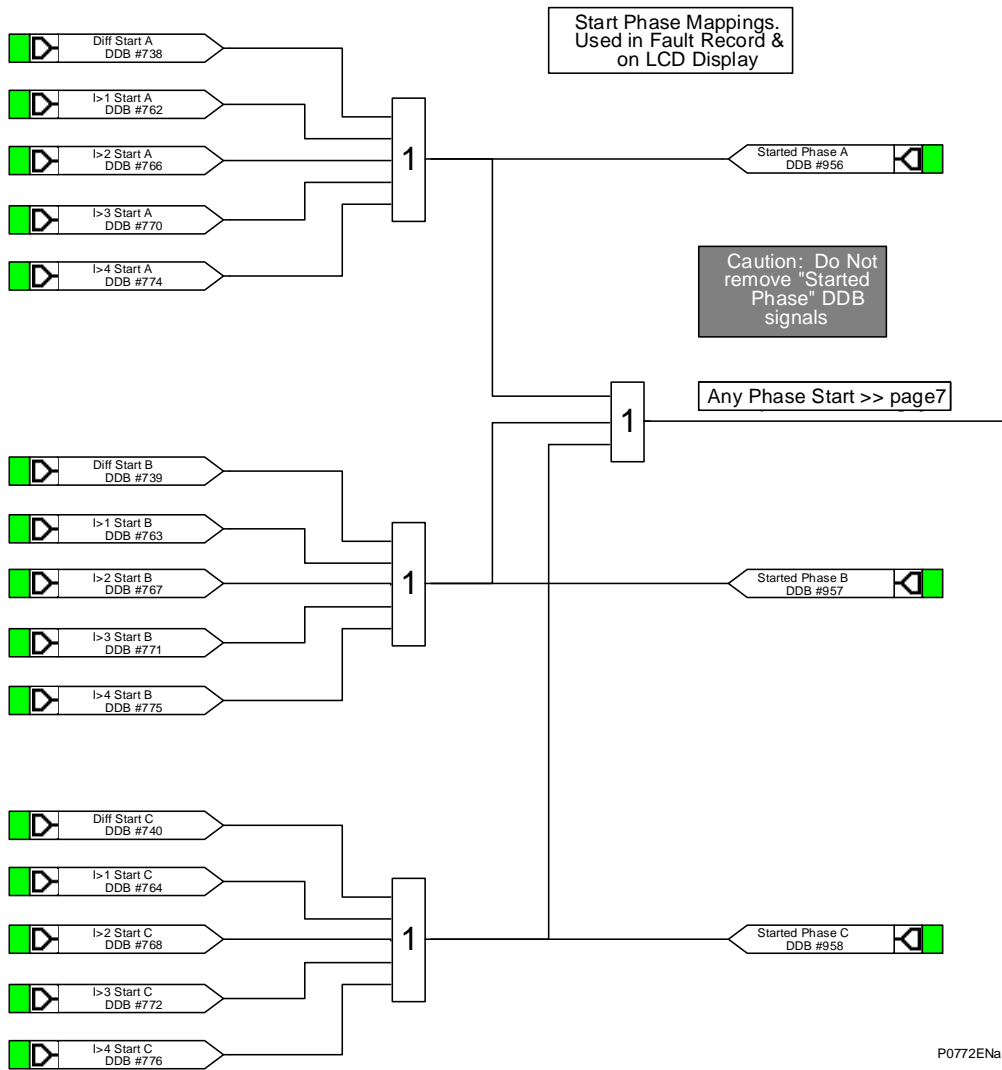 Start Phase Mappings.
Used in Fault Record &
on LCD Display
Diff Start A
DDB #738
I>1 Start A
DDB #762
I>2 Start A
DDB #766
I>3 Start A
DDB #770
I>4 Start A
DDB #774
1
Started Phase A
DDB #956
Caution: Do Not
remove "Started
Phase" DDB
signals
Any Phase Start >> page7
1
Diff Start B
DDB #739
I>1 Start B
DDB #763
I>2 Start B
DDB #767
I>3 Start B
DDB #771
I>4 Start B
DDB #775
1
Started Phase B
DDB #957
Diff Start C
DDB #740
I>1 Start C
DDB #764
I>2 Start C
DDB #768
I>3 Start C
DDB #772
I>4 Start C
DDB #776
1
Started Phase C
DDB #958
P0772ENa